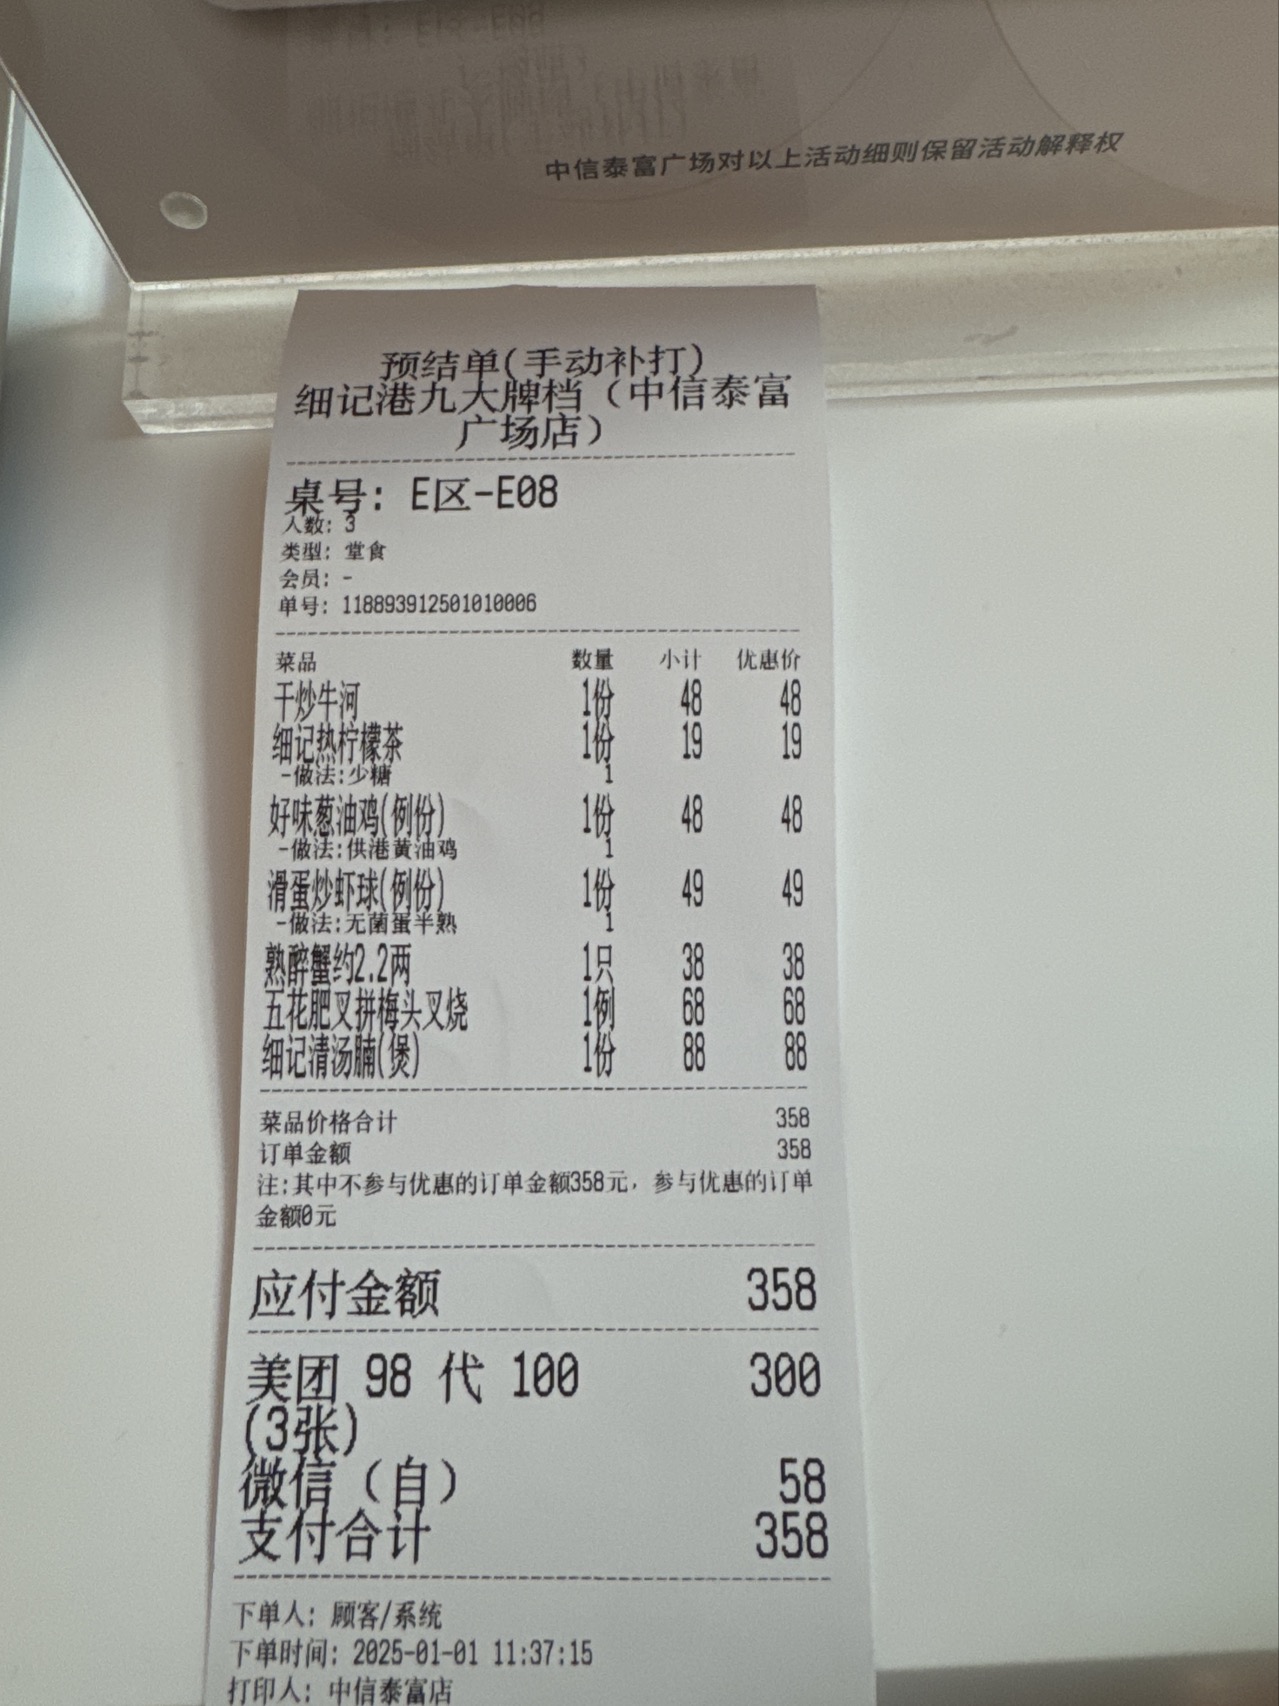 中信泰富广场对以上活动细则保留活动解释权
预结单(手动补打)
细记港九大牌档（中信泰富
广场店）
桌号: E区-E08
人数: 3
类型: 堂食
会员: -
单号: 118893912501010006
菜品 数量 小计 优惠价
干炒牛河 1份 48 48
细记热柠檬茶 1份 19 19
-做法:少糖 1
好味葱油鸡(例份) 1份 48 48
-做法:供港黄油鸡 1
滑蛋炒虾球(例份) 1份 49 49
-做法:无菌蛋半熟 1
熟醉蟹约2.2两 1只 38 38
五花肥叉拼梅头叉烧 1例 68 68
细记清汤腩(煲) 1份 88 88
菜品价格合计 358
订单金额 358
注:其中不参与优惠的订单金额358元，参与优惠的订单
金额0元
应付金额 358
美团 98 代 100 300
(3张)
微信（自） 58
支付合计 358
下单人: 顾客/系统
下单时间: 2025-01-01 11:37:15
打印人: 中信泰富店